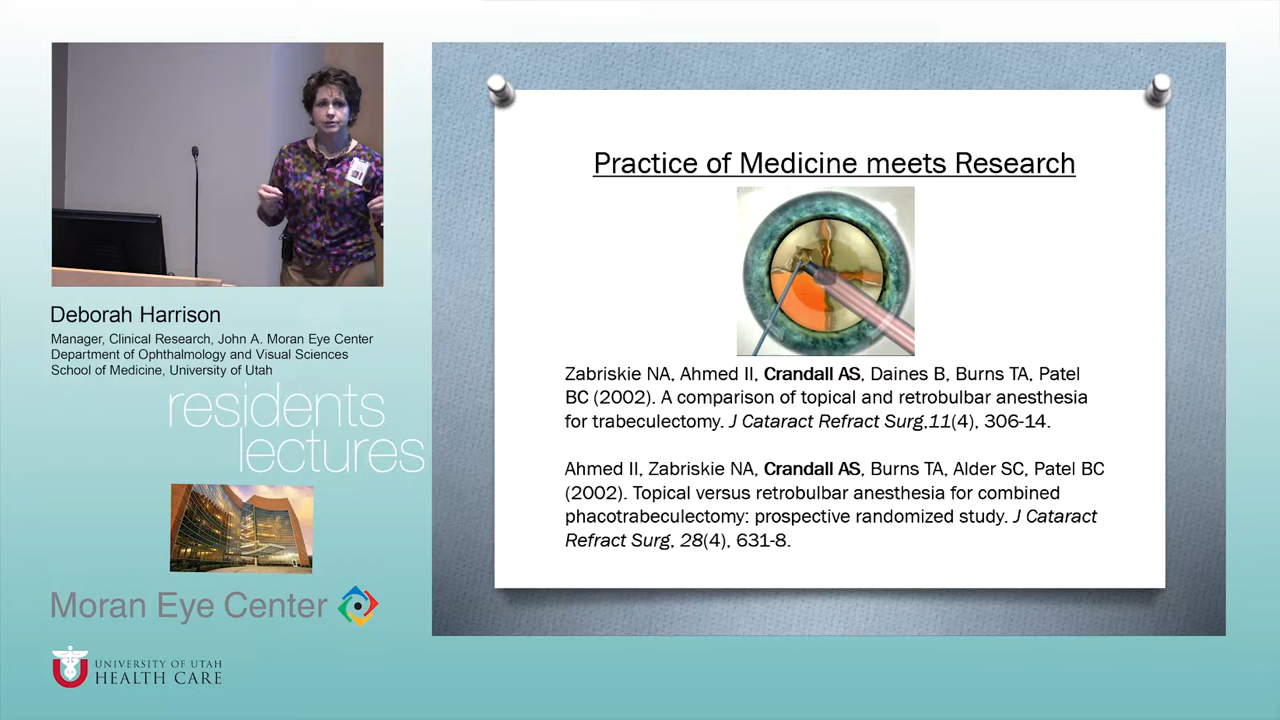 Deborah Harrison
Manager, Clinical Research, John A. Moran Eye Center
Department of Ophthalmology and Visual Sciences
School of Medicine, University of Utah
residents
lectures
Moran Eye Center
UNIVERSITY OF UTAH
HEALTH CARE
Practice of Medicine meets Research
Zabriskie NA, Ahmed II, Crandall AS, Daines B, Burns TA, Patel
BC (2002). A comparison of topical and retrobulbar anesthesia
for trabeculectomy. J Cataract Refract Surg,11(4), 306-14.
Ahmed II, Zabriskie NA, Crandall AS, Burns TA, Alder SC, Patel BC
(2002). Topical versus retrobulbar anesthesia for combined
phacotrabeculectomy: prospective randomized study. J Cataract
Refract Surg, 28(4), 631-8.